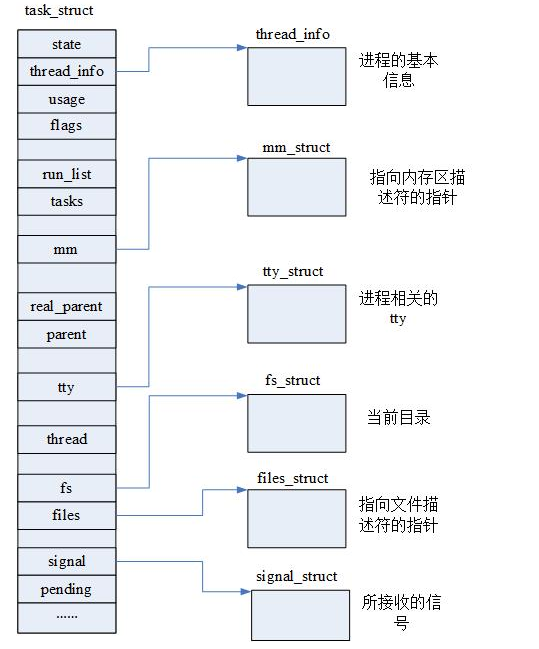 task_struct
state
thread_info
usage
flags
run_list
tasks
mm
real_parent
parent
tty
thread
fs
files
signal
pending
......
thread_info
进程的基本
信息
mm_struct
指向内存区描
述符的指针
tty_struct
进程相关的
tty
fs_struct
当前目录
files_struct
指向文件描
述符的指针
signal_struct
所接收的信
号